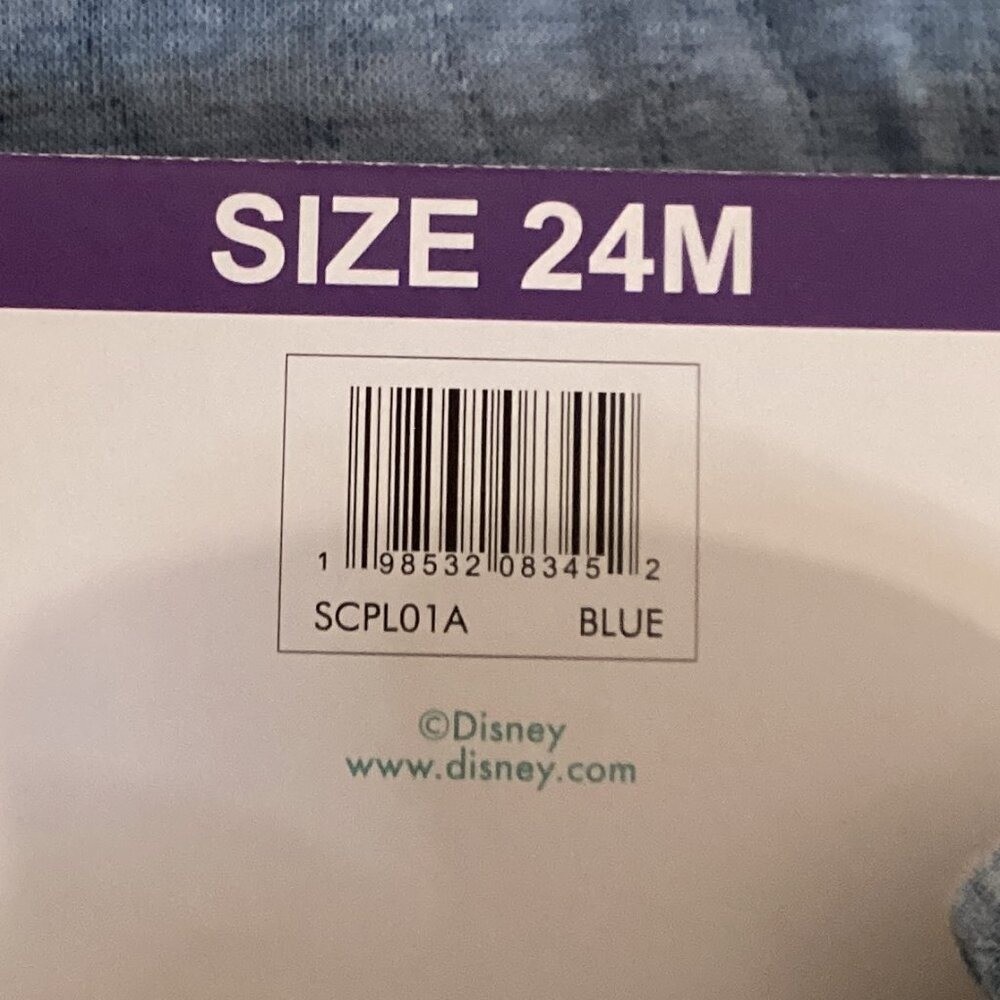 SIZE 24M
1 98532 08345 2
SCPL01A BLUE
©Disney
www.disney.com